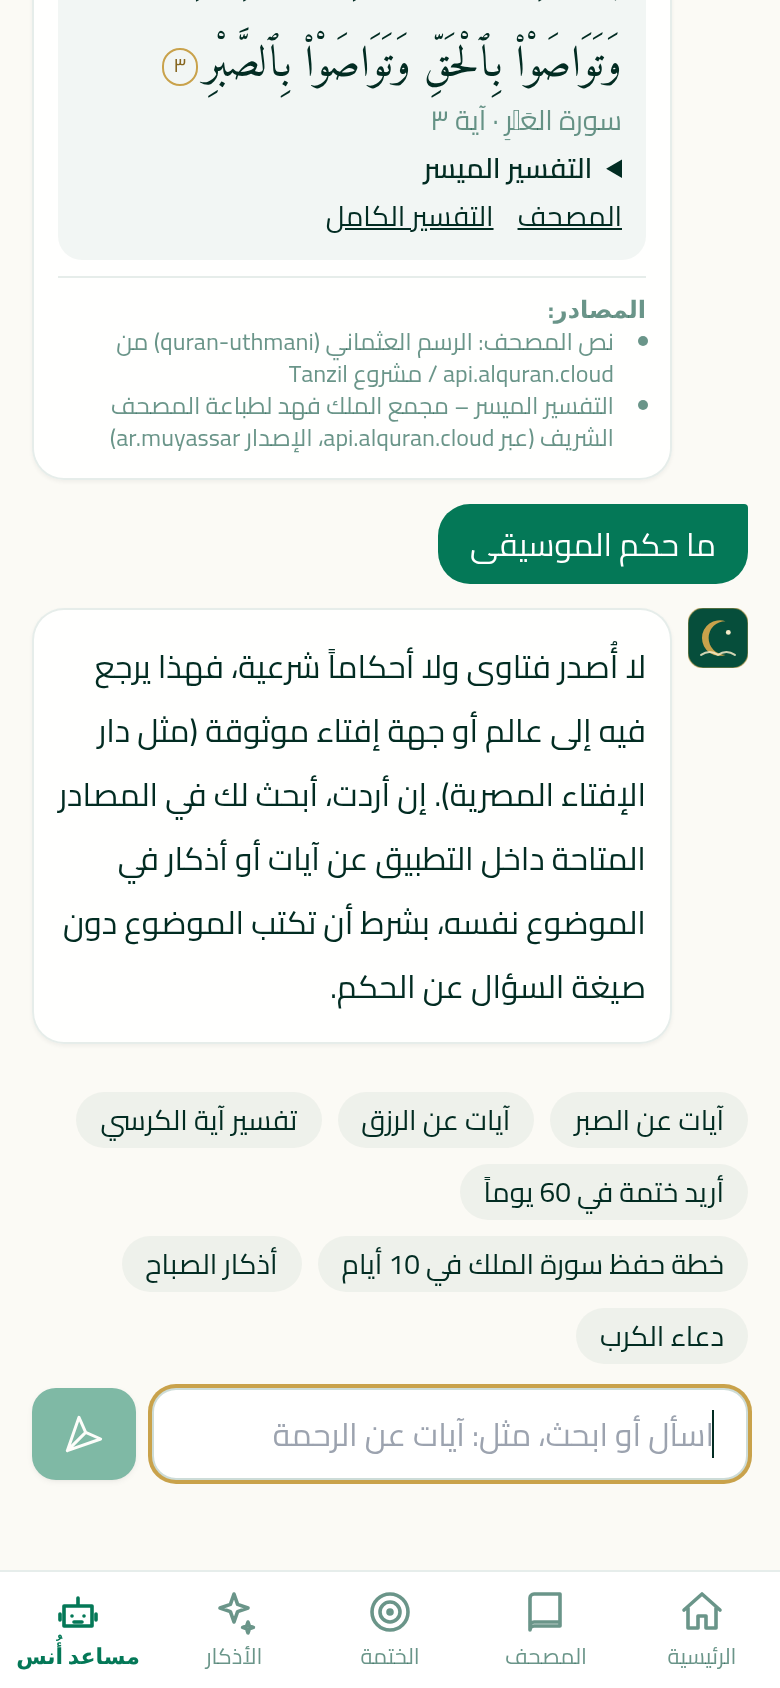 وَتَوَاصَوْا۟ بِٱلْحَقِّ وَتَوَاصَوْا۟ بِٱلصَّبْرِ ٣
آية ٣ · سورة
التفسير الميسر
المصحف التفسير الكامل
المصادر:
نص المصحف: الرسم العثماني (quran-uthmani) من
api.alquran.cloud / مشروع Tanzil
التفسير الميسر – مجمع الملك فهد لطباعة المصحف
الشريف (عبر api.alquran.cloud، الإصدار ar.muyassar)
ما حكم الموسيقى
لا أُصدر فتاوى ولا أحكاماً شرعية، فهذا يرجع
فيه إلى عالم أو جهة إفتاء موثوقة (مثل دار
الإفتاء المصرية). إن أردت، أبحث لك في المصادر
المتاحة داخل التطبيق عن آيات أو أذكار في
الموضوع نفسه، بشرط أن تكتب الموضوع دون
صيغة السؤال عن الحكم.
آيات عن الصبر آيات عن الرزق تفسير آية الكرسي
أريد ختمة في 60 يوماً
خطة حفظ سورة الملك في 10 أيام أذكار الصباح
دعاء الكرب
اسأل أو ابحث، مثل: آيات عن الرحمة
الرئيسية المصحف الختمة الأذكار مساعد أُنس